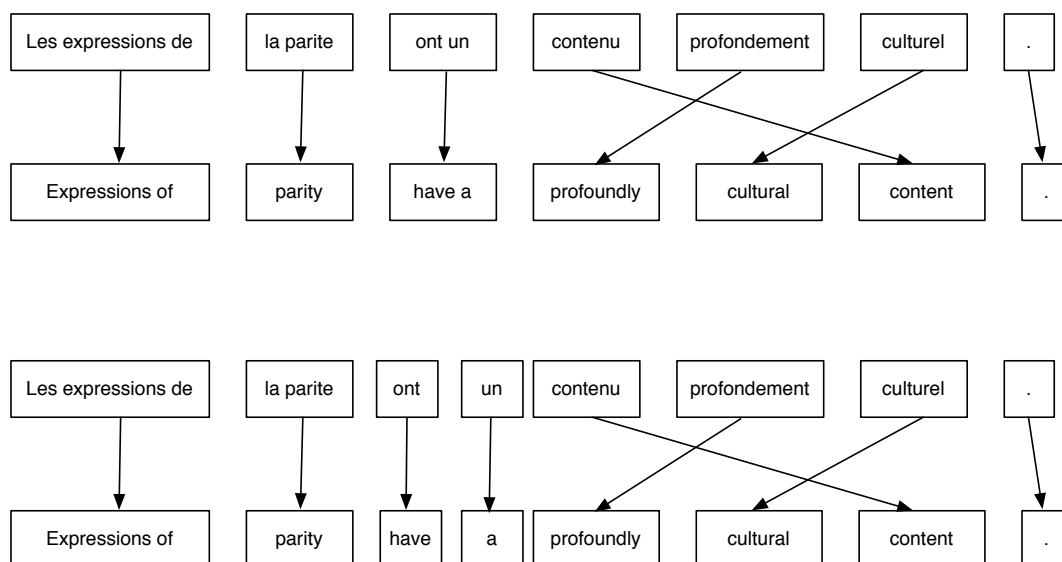 Les expressions de la parite ont un contenu profondement culturel .
Expressions of parity have a profoundly cultural content .
Les expressions de la parite ont un contenu profondement culturel .
Expressions of parity have a profoundly cultural content .